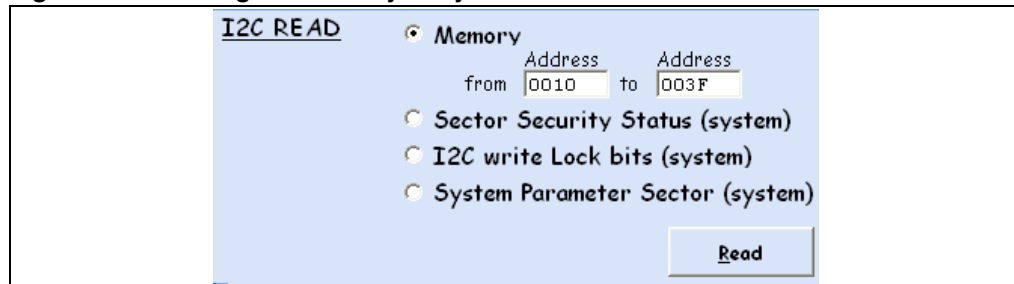 I2C READ
Memory
Address Address
from 0010 to 003F
Sector Security Status (system)
I2C write Lock bits (system)
System Parameter Sector (system)
Read